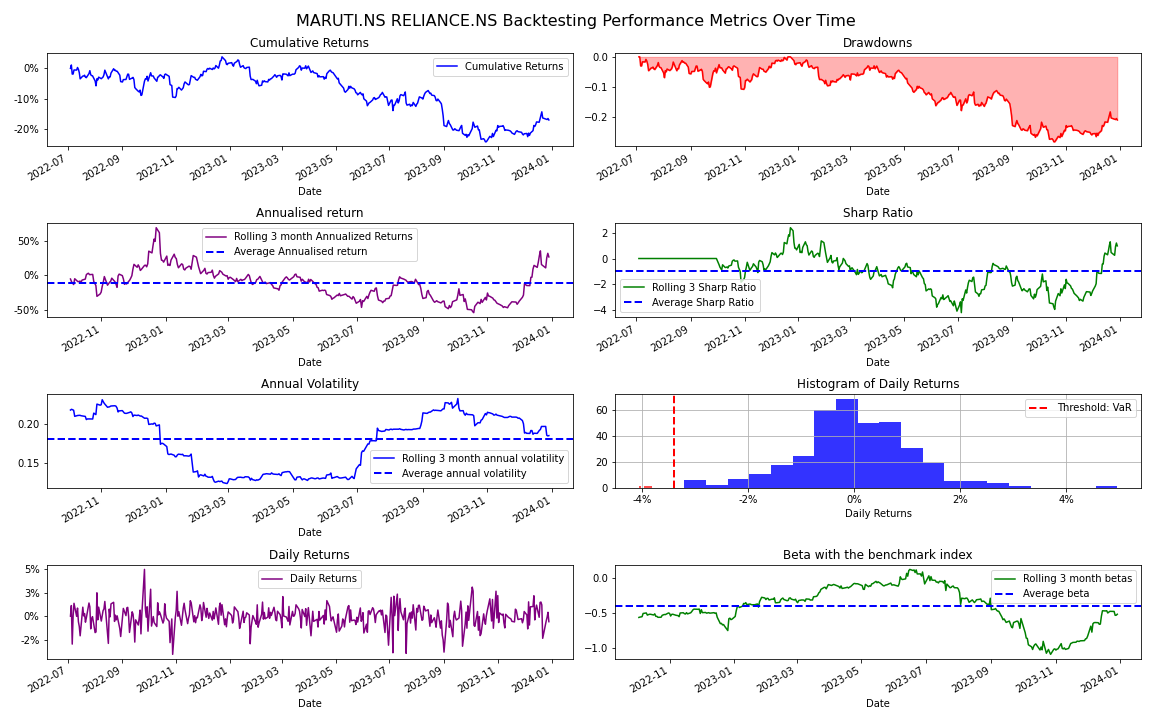 MARUTI.NS RELIANCE.NS Backtesting Performance Metrics Over Time
Cumulative Returns
0%
-10%
-20%
Cumulative Returns
2022-07 2022-09 2022-11 2023-01 2023-03 2023-05 2023-07 2023-09 2023-11 2024-01
Date
Drawdowns
0.0
−0.1
−0.2
2022-07 2022-09 2022-11 2023-01 2023-03 2023-05 2023-07 2023-09 2023-11 2024-01
Date
Annualised return
50%
0%
-50%
Rolling 3 month Annualized Returns
Average Annualised return
2022-11 2023-01 2023-03 2023-05 2023-07 2023-09 2023-11 2024-01
Date
Sharp Ratio
2
0
−2
−4
Rolling 3 Sharp Ratio
Average Sharp Ratio
2022-07 2022-09 2022-11 2023-01 2023-03 2023-05 2023-07 2023-09 2023-11 2024-01
Date
Annual Volatility
0.20
0.15
Rolling 3 month annual volatility
Average annual volatility
2022-11 2023-01 2023-03 2023-05 2023-07 2023-09 2023-11 2024-01
Date
Histogram of Daily Returns
60
40
20
0
Threshold: VaR
-4% -2% 0% 2% 4%
Daily Returns
Daily Returns
5%
3%
0%
-2%
Daily Returns
2022-07 2022-09 2022-11 2023-01 2023-03 2023-05 2023-07 2023-09 2023-11 2024-01
Date
Beta with the benchmark index
0.0
−0.5
−1.0
Rolling 3 month betas
Average beta
2022-11 2023-01 2023-03 2023-05 2023-07 2023-09 2023-11 2024-01
Date